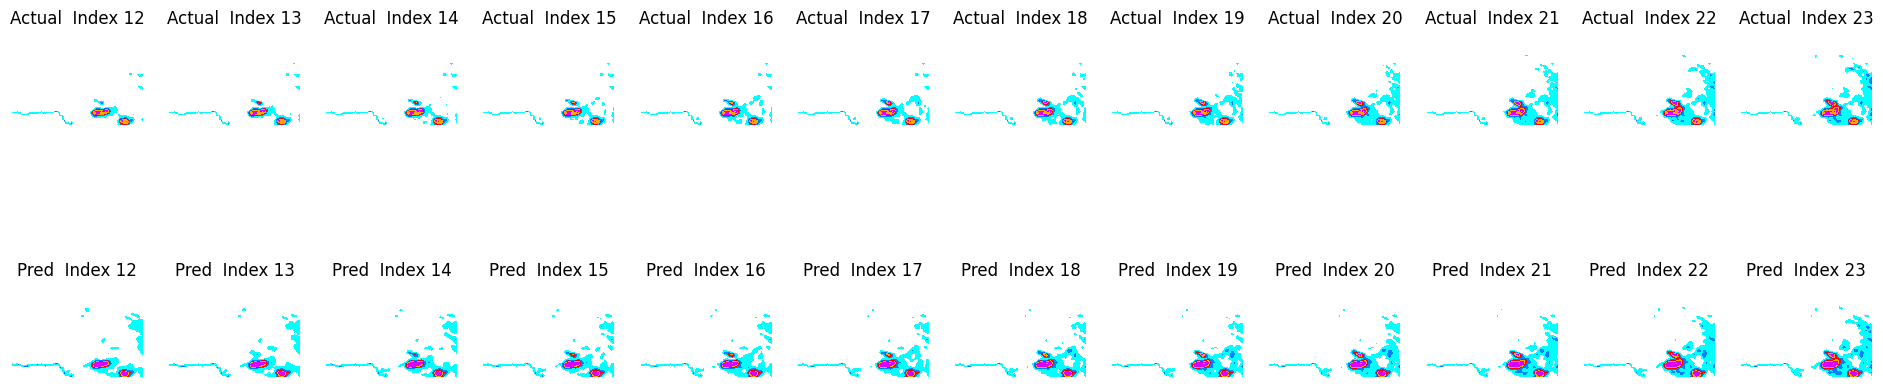 Actual  Index 12
Actual  Index 13
Actual  Index 14
Actual  Index 15
Actual  Index 16
Actual  Index 17
Actual  Index 18
Actual  Index 19
Actual  Index 20
Actual  Index 21
Actual  Index 22
Actual  Index 23
Pred  Index 12
Pred  Index 13
Pred  Index 14
Pred  Index 15
Pred  Index 16
Pred  Index 17
Pred  Index 18
Pred  Index 19
Pred  Index 20
Pred  Index 21
Pred  Index 22
Pred  Index 23